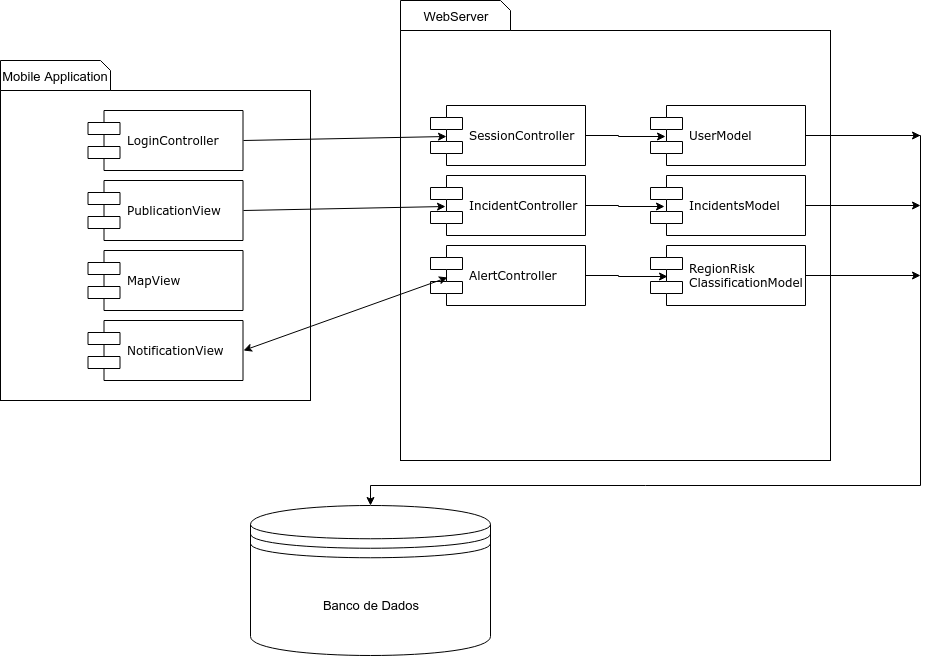 WebServer
Mobile Application
LoginController
PublicationView
MapView
NotificationView
SessionController
IncidentController
AlertController
UserModel
IncidentsModel
RegionRisk
ClassificationModel
Banco de Dados